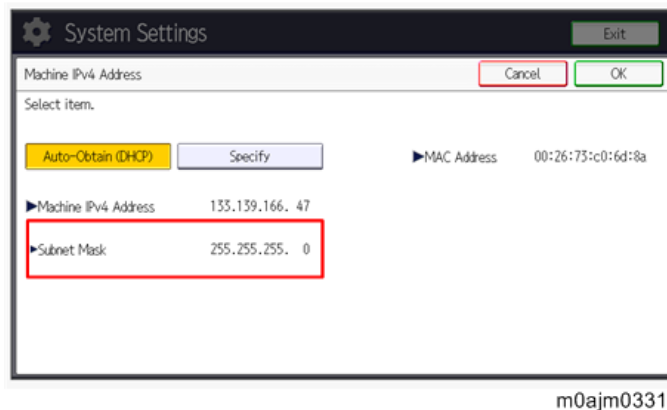 System Settings
Exit
Machine IPv4 Address
Cancel
OK
Select item.
Auto-Obtain (DHCP)
Specify
►MAC Address 00:26:73:c0:6d:8a
►Machine IPv4 Address 133.139.166. 47
►Subnet Mask 255.255.255. 0
m0ajm0331